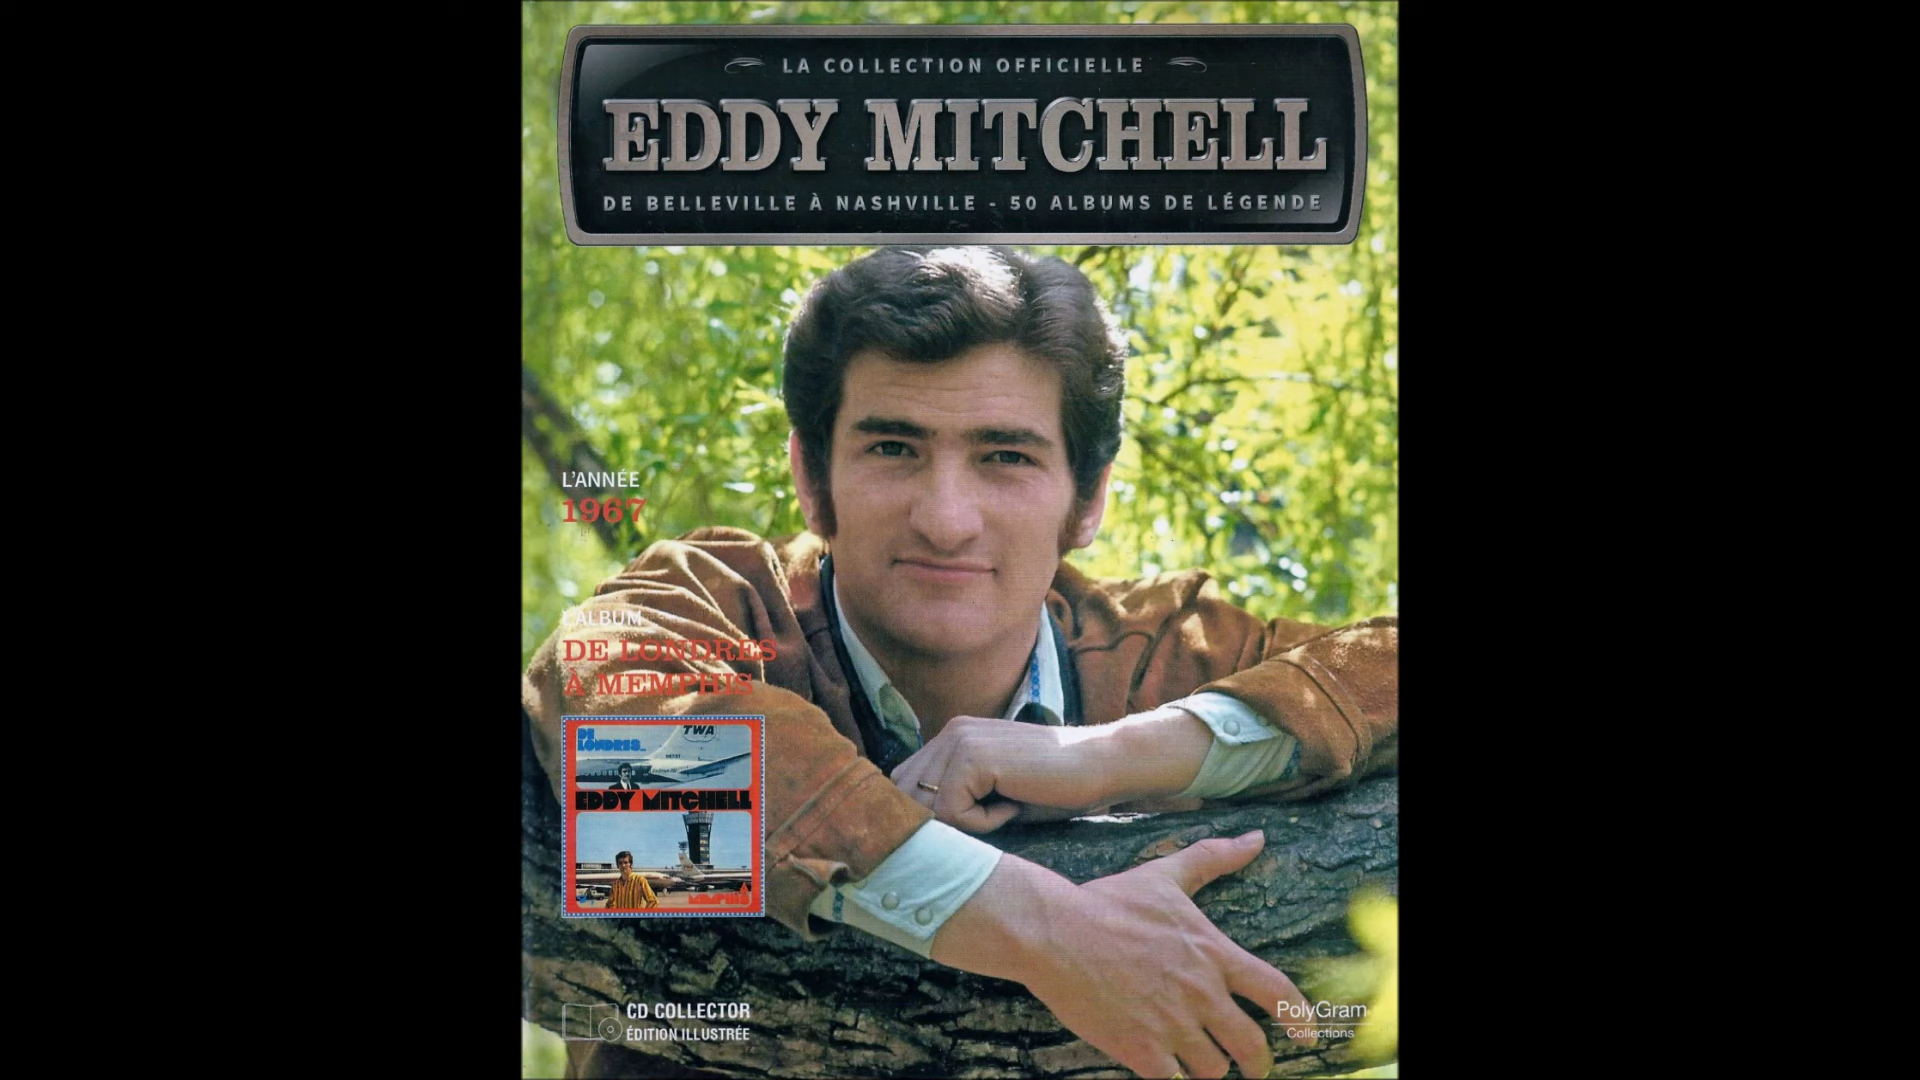 LA COLLECTION OFFICIELLE
EDDY MITCHELL
DE BELLEVILLE À NASHVILLE - 50 ALBUMS DE LÉGENDE
L'ANNÉE
1967
L'ALBUM
DE LONDRES
À MEMPHIS
DE
LONDRES...
TWA
EDDY MITCHELL
MEMPHIS
CD COLLECTOR
ÉDITION ILLUSTRÉE
PolyGram
Collections